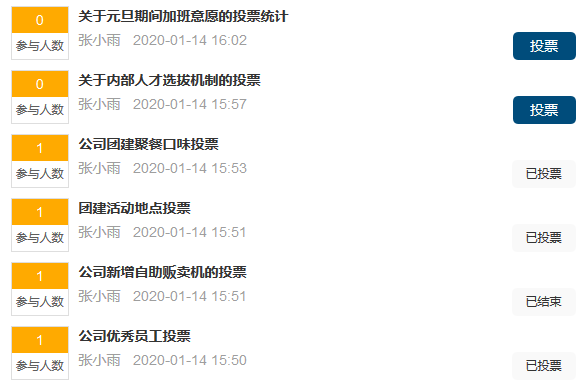 0
参与人数
关于元旦期间加班意愿的投票统计
张小雨 2020-01-14 16:02
投票
0
参与人数
关于内部人才选拔机制的投票
张小雨 2020-01-14 15:57
投票
1
参与人数
公司团建聚餐口味投票
张小雨 2020-01-14 15:53
已投票
1
参与人数
团建活动地点投票
张小雨 2020-01-14 15:51
已投票
1
参与人数
公司新增自助贩卖机的投票
张小雨 2020-01-14 15:51
已结束
1
参与人数
公司优秀员工投票
张小雨 2020-01-14 15:50
已投票